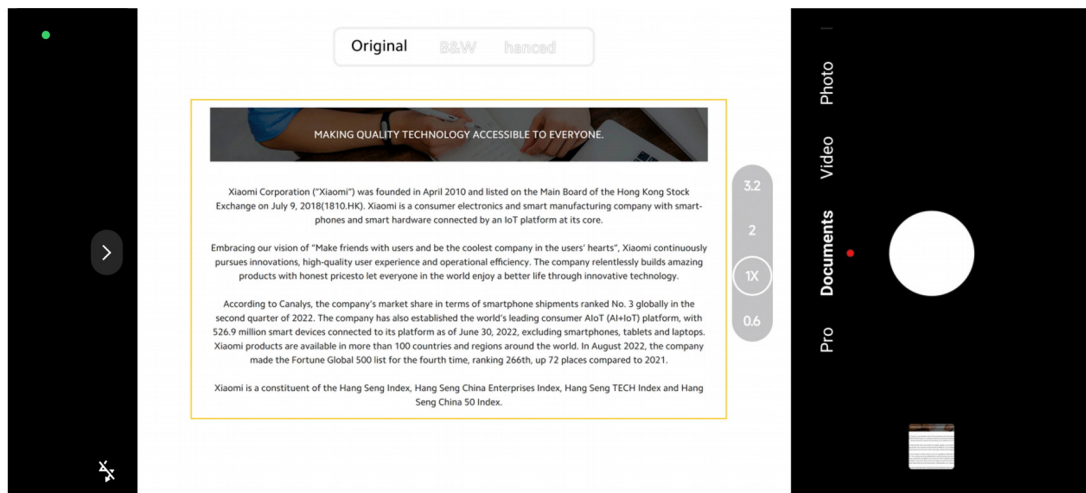 Original B&W hanced
MAKING QUALITY TECHNOLOGY ACCESSIBLE TO EVERYONE.
Xiaomi Corporation ("Xiaomi") was founded in April 2010 and listed on the Main Board of the Hong Kong Stock
Exchange on July 9, 2018(1810.HK). Xiaomi is a consumer electronics and smart manufacturing company with smart-
phones and smart hardware connected by an IoT platform at its core.
Embracing our vision of "Make friends with users and be the coolest company in the users' hearts", Xiaomi continuously
pursues innovations, high-quality user experience and operational efficiency. The company relentlessly builds amazing
products with honest pricesto let everyone in the world enjoy a better life through innovative technology.
According to Canalys, the company's market share in terms of smartphone shipments ranked No. 3 globally in the
second quarter of 2022. The company has also established the world's leading consumer AIoT (AI+IoT) platform, with
526.9 million smart devices connected to its platform as of June 30, 2022, excluding smartphones, tablets and laptops.
Xiaomi products are available in more than 100 countries and regions around the world. In August 2022, the company
made the Fortune Global 500 list for the fourth time, ranking 266th, up 72 places compared to 2021.
Xiaomi is a constituent of the Hang Seng Index, Hang Seng China Enterprises Index, Hang Seng TECH Index and Hang
Seng China 50 Index.
3.2
2
1X
0.6
Photo
Video
Documents
Pro